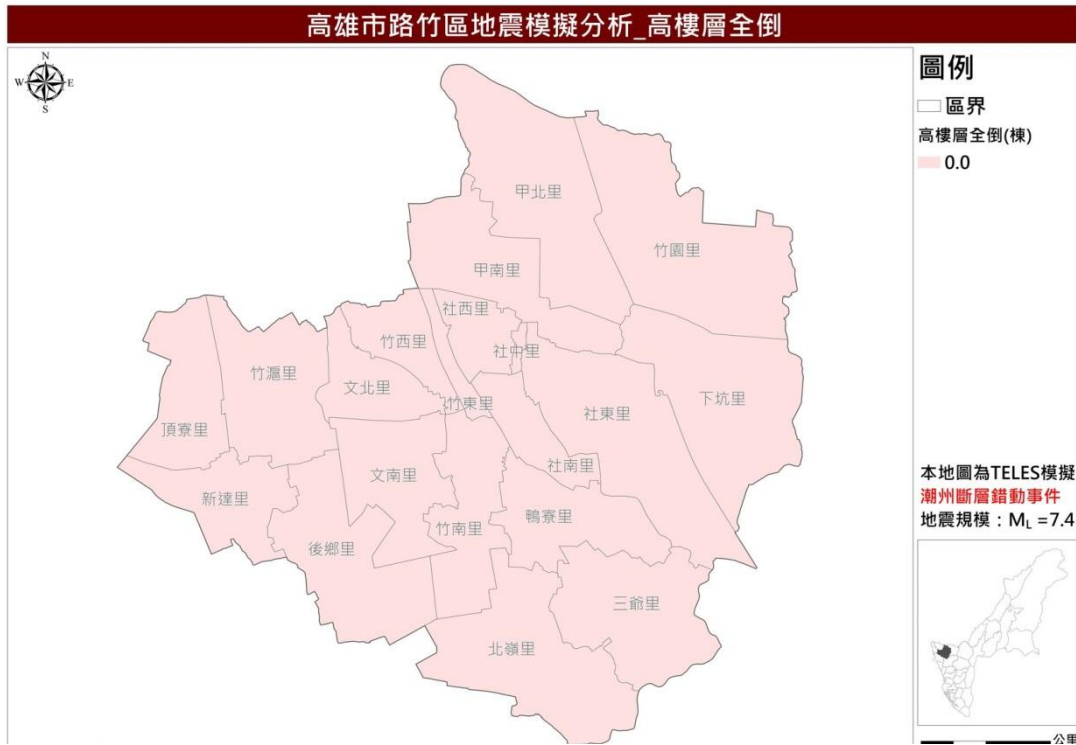 高雄市路竹區地震模擬分析_高樓層全倒
N
W
E
S
圖例
區界
高樓層全倒(棟)
0.0
甲北里
竹園里
甲南里
社西里
竹西里
社中里
竹滬里
文北里
下坑里
竹東里
社東里
頂寮里
社南里
文南里
新達里
鴨寮里
竹南里
後鄉里
三爺里
北嶺里
本地圖為TELES模擬
潮州斷層錯動事件
地震規模：ML =7.4
公里